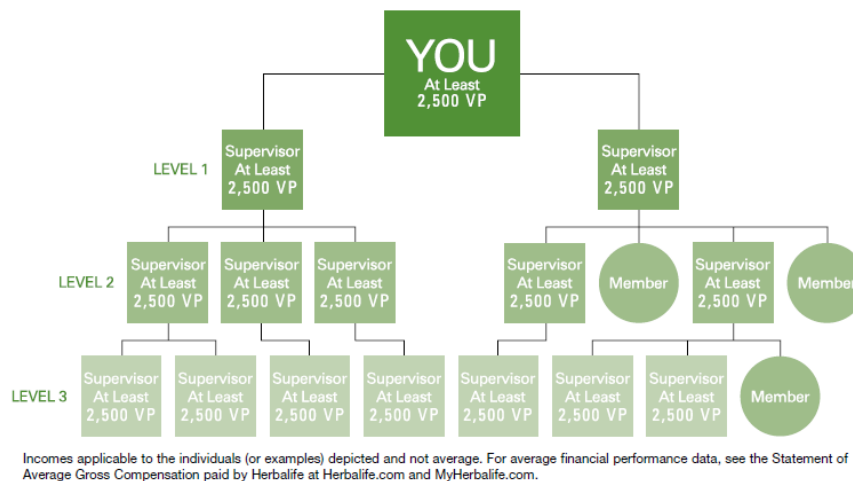 YOU
At Least
2,500 VP
LEVEL 1
Supervisor
At Least
2,500 VP
Supervisor
At Least
2,500 VP
LEVEL 2
Supervisor
At Least
2,500 VP
Supervisor
At Least
2,500 VP
Supervisor
At Least
2,500 VP
Supervisor
At Least
2,500 VP
Member
Supervisor
At Least
2,500 VP
Member
LEVEL 3
Supervisor
At Least
2,500 VP
Supervisor
At Least
2,500 VP
Supervisor
At Least
2,500 VP
Supervisor
At Least
2,500 VP
Supervisor
At Least
2,500 VP
Supervisor
At Least
2,500 VP
Supervisor
At Least
2,500 VP
Member
Incomes applicable to the individuals (or examples) depicted and not average. For average financial performance data, see the Statement of
Average Gross Compensation paid by Herbalife at Herbalife.com and MyHerbalife.com.